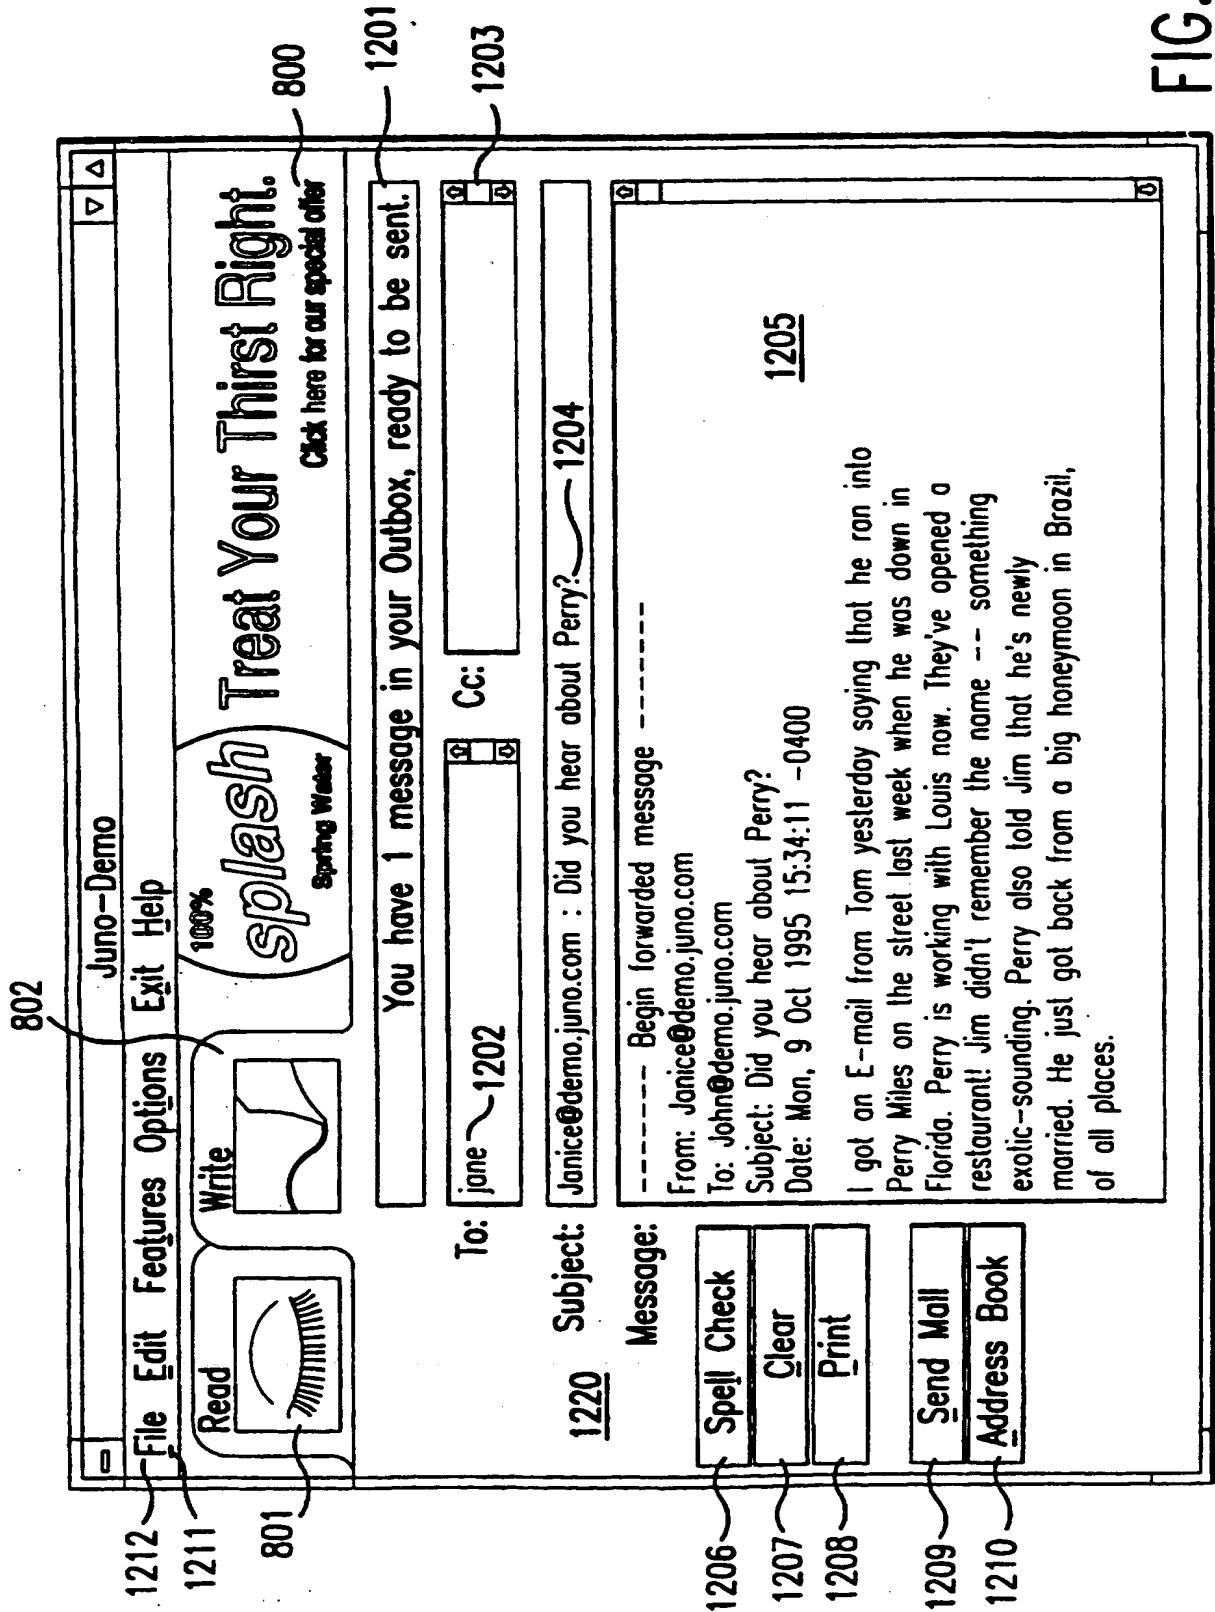 802
Juno-Demo
File Edit Features Options Exit Help
1212
1211
Read
Write
801
100%
splash
Spring Water
Treat Your Thirst Right.
Click here for our special offer
800
You have 1 message in your Outbox, ready to be sent.
1201
To: jane 1202
Cc:
1203
1220
Subject: Janice@demo.juno.com : Did you hear about Perry? 1204
Message:
------- Begin forwarded message -------
From: Janice@demo.juno.com
To: John@demo.juno.com
Subject: Did you hear about Perry?
Date: Mon, 9 Oct 1995 15:34:11 -0400
1205
I got an E-mail from Tom yesterday saying that he ran into
Perry Miles on the street last week when he was down in
Florida. Perry is working with Louis now. They've opened a
restaurant! Jim didn't remember the name -- something
exotic-sounding. Perry also told Jim that he's newly
married. He just got back from a big honeymoon in Brazil,
of all places.
1206 Spell Check
1207 Clear
1208 Print
1209 Send Mail
1210 Address Book
FIG.